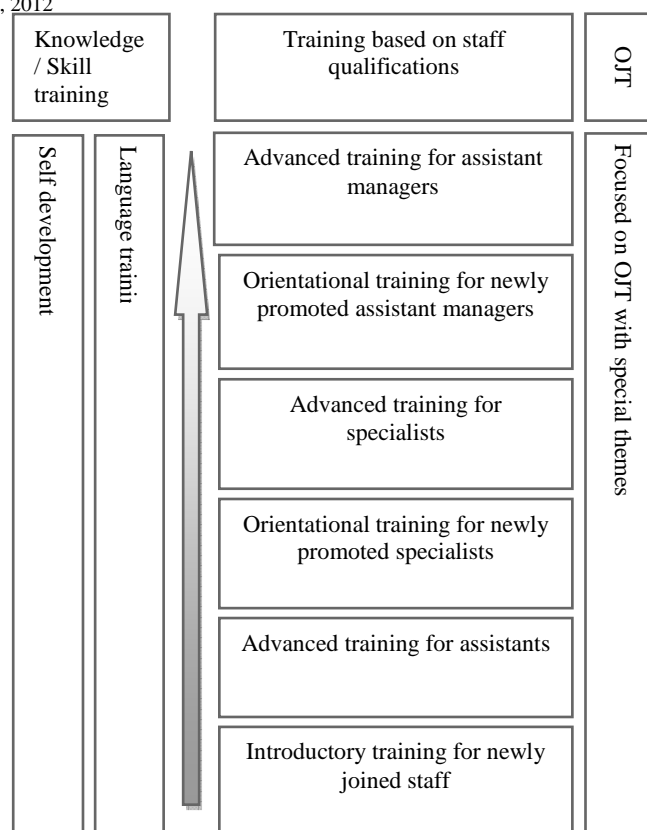 , 2012
Knowledge
/ Skill
training
Training based on staff
qualifications
OJT
Self development
Language
Advanced training for assistant
managers
Orientational training for newly
promoted assistant managers
Advanced training for
specialists
Orientational training for newly
promoted specialists
Advanced training for assistants
Introductory training for newly
joined staff
Focused on OJT with special themes